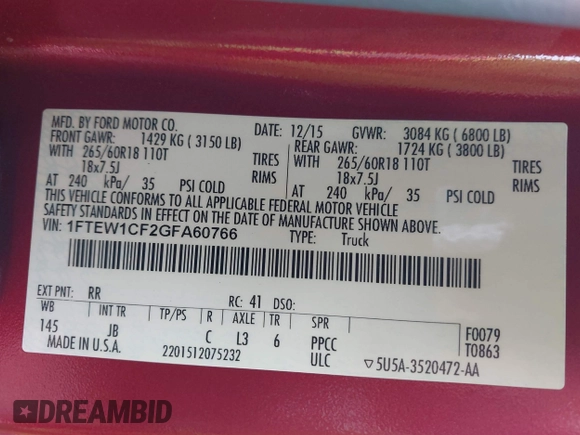 MFD. BY FORD MOTOR CO.
DATE: 12/15 GVWR: 3084 KG ( 6800 LB)
FRONT GAWR: 1429 KG ( 3150 LB) REAR GAWR: 1724 KG ( 3800 LB)
WITH 265/60R18 110T TIRES WITH 265/60R18 110T TIRES
18x7.5J RIMS 18x7.5J RIMS
AT 240 kPa/ 35 PSI COLD AT 240 kPa/ 35 PSI COLD
THIS VEHICLE CONFORMS TO ALL APPLICABLE FEDERAL MOTOR VEHICLE
SAFETY STANDARDS IN EFFECT ON THE DATE OF MANUFACTURE SHOWN ABOVE.
VIN: 1FTEW1CF2GFA60766 TYPE: Truck
EXT PNT: RR RC: 41 DSO:
WB INT TR TP/PS R AXLE TR SPR F0079
145 JB C L3 6 PPCC T0863
MADE IN U.S.A. 2201512075232 ULC ▽5U5A-3520472-AA
DREAMBID